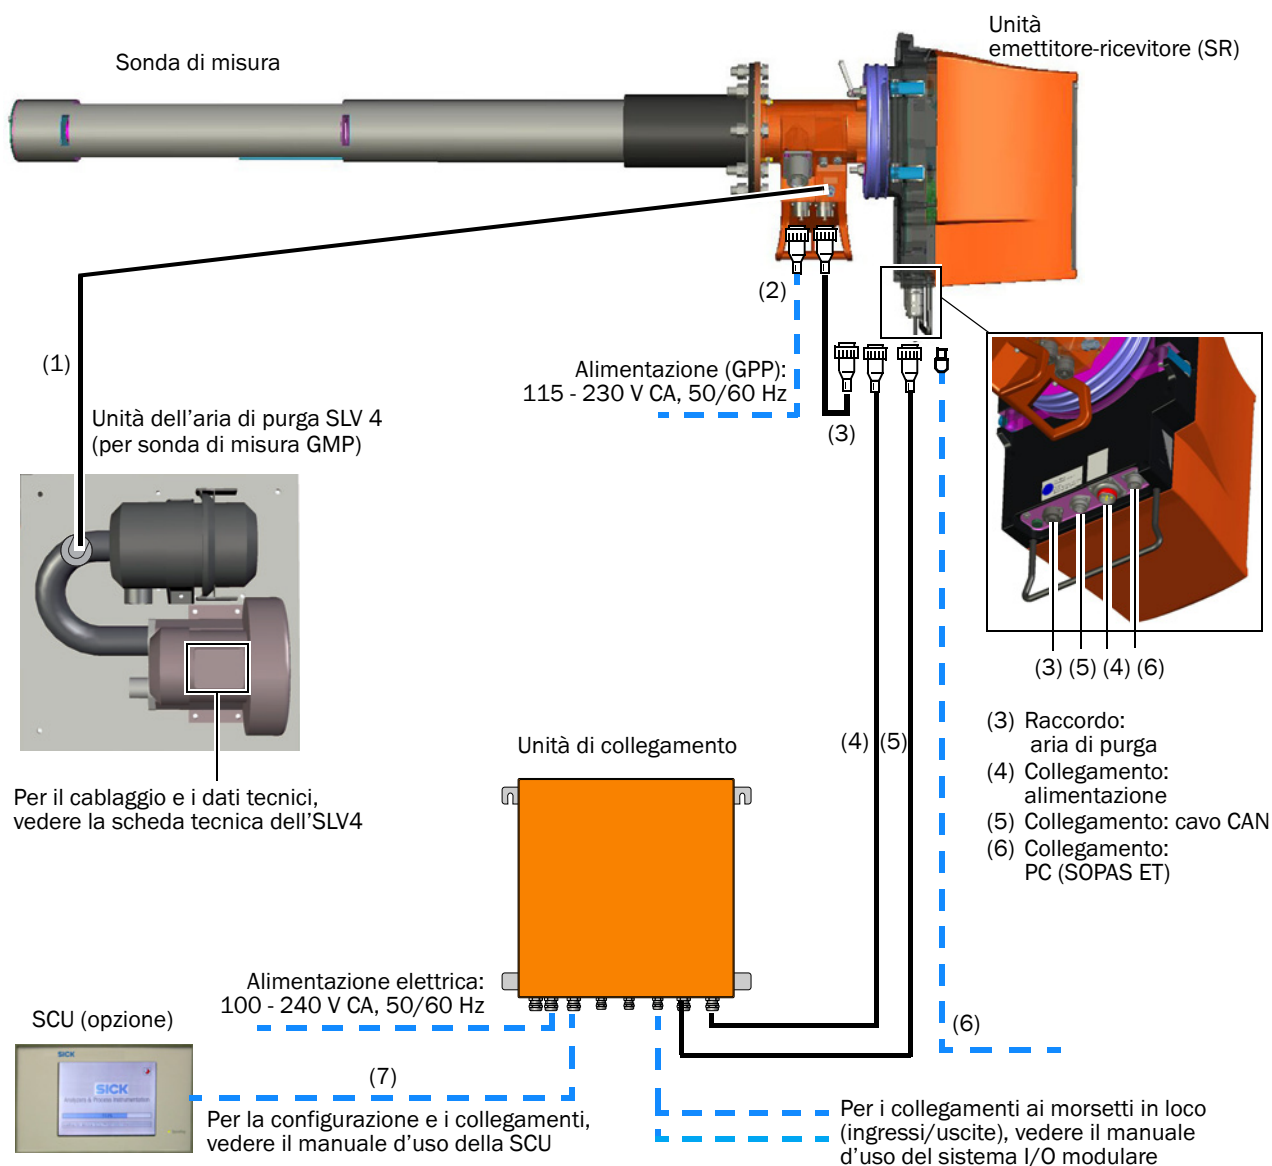 Unità
emettitore-ricevitore (SR)
Sonda di misura
(1)
(2)
Alimentazione (GPP):
115 - 230 V CA, 50/60 Hz
(3)
Unità dell'aria di purga SLV 4
(per sonda di misura GMP)
(3) (5) (4) (6)
(3) Raccordo:
aria di purga
(4) Collegamento:
alimentazione
(5) Collegamento: cavo CAN
(6) Collegamento:
PC (SOPAS ET)
(4) (5)
Unità di collegamento
Per il cablaggio e i dati tecnici,
vedere la scheda tecnica dell'SLV4
Alimentazione elettrica:
100 - 240 V CA, 50/60 Hz
SCU (opzione)
(6)
SICK
SICK
Analyzers & Process Instrumentation
(7)
Per la configurazione e i collegamenti,
vedere il manuale d'uso della SCU
Per i collegamenti ai morsetti in loco
(ingressi/uscite), vedere il manuale
d'uso del sistema I/O modulare